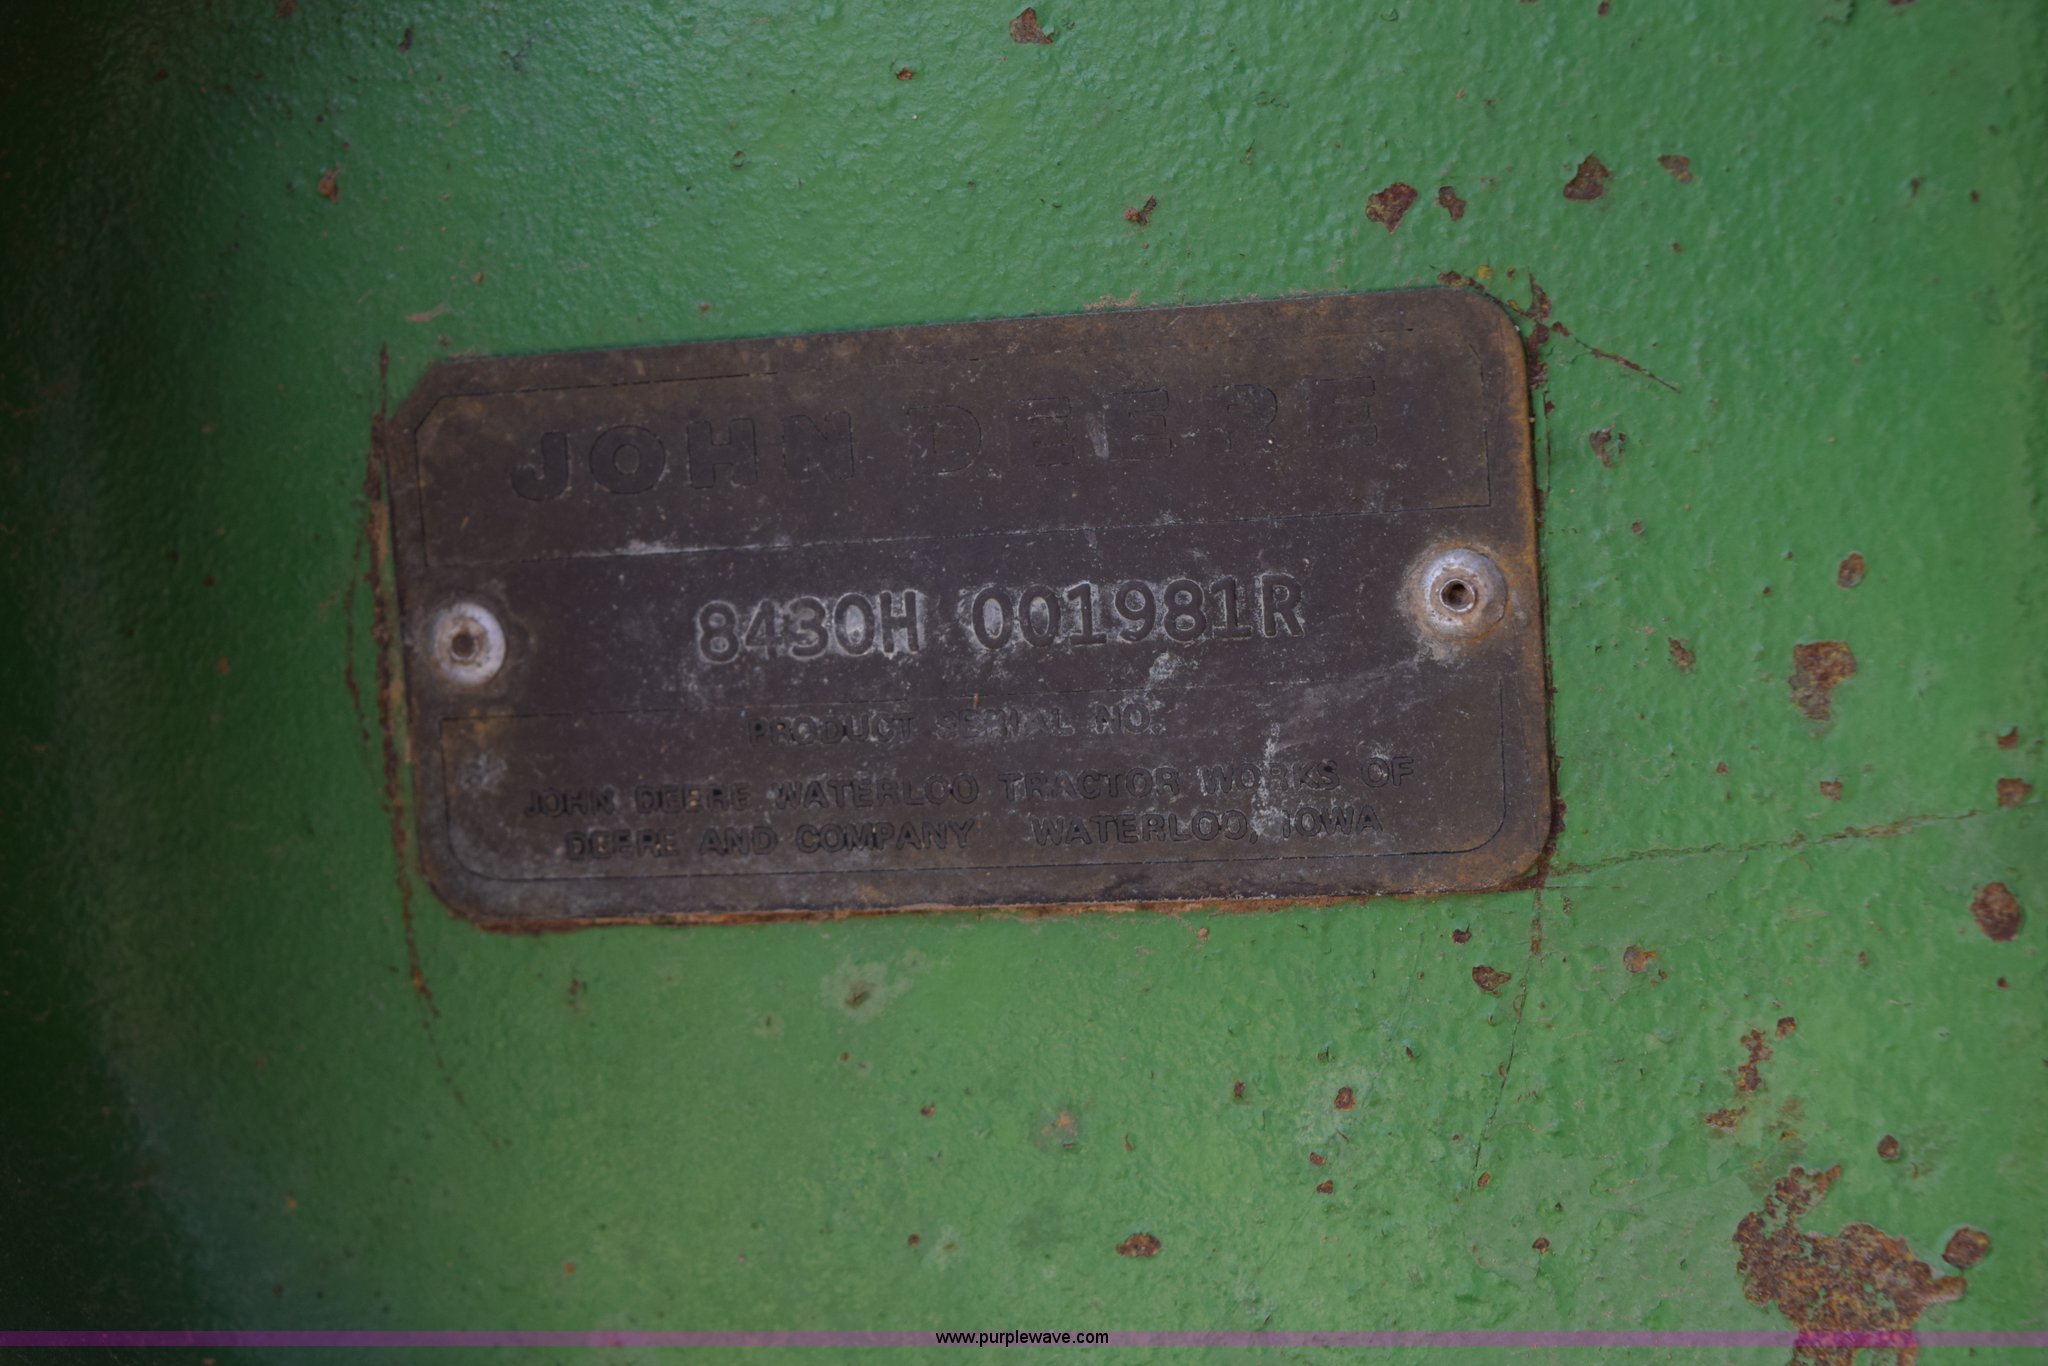 JOHN DEERE
8430H 001981R
PRODUCT SERIAL NO.
JOHN DEERE WATERLOO TRACTOR WORKS OF
DEERE AND COMPANY WATERLOO, IOWA
www.purplewave.com